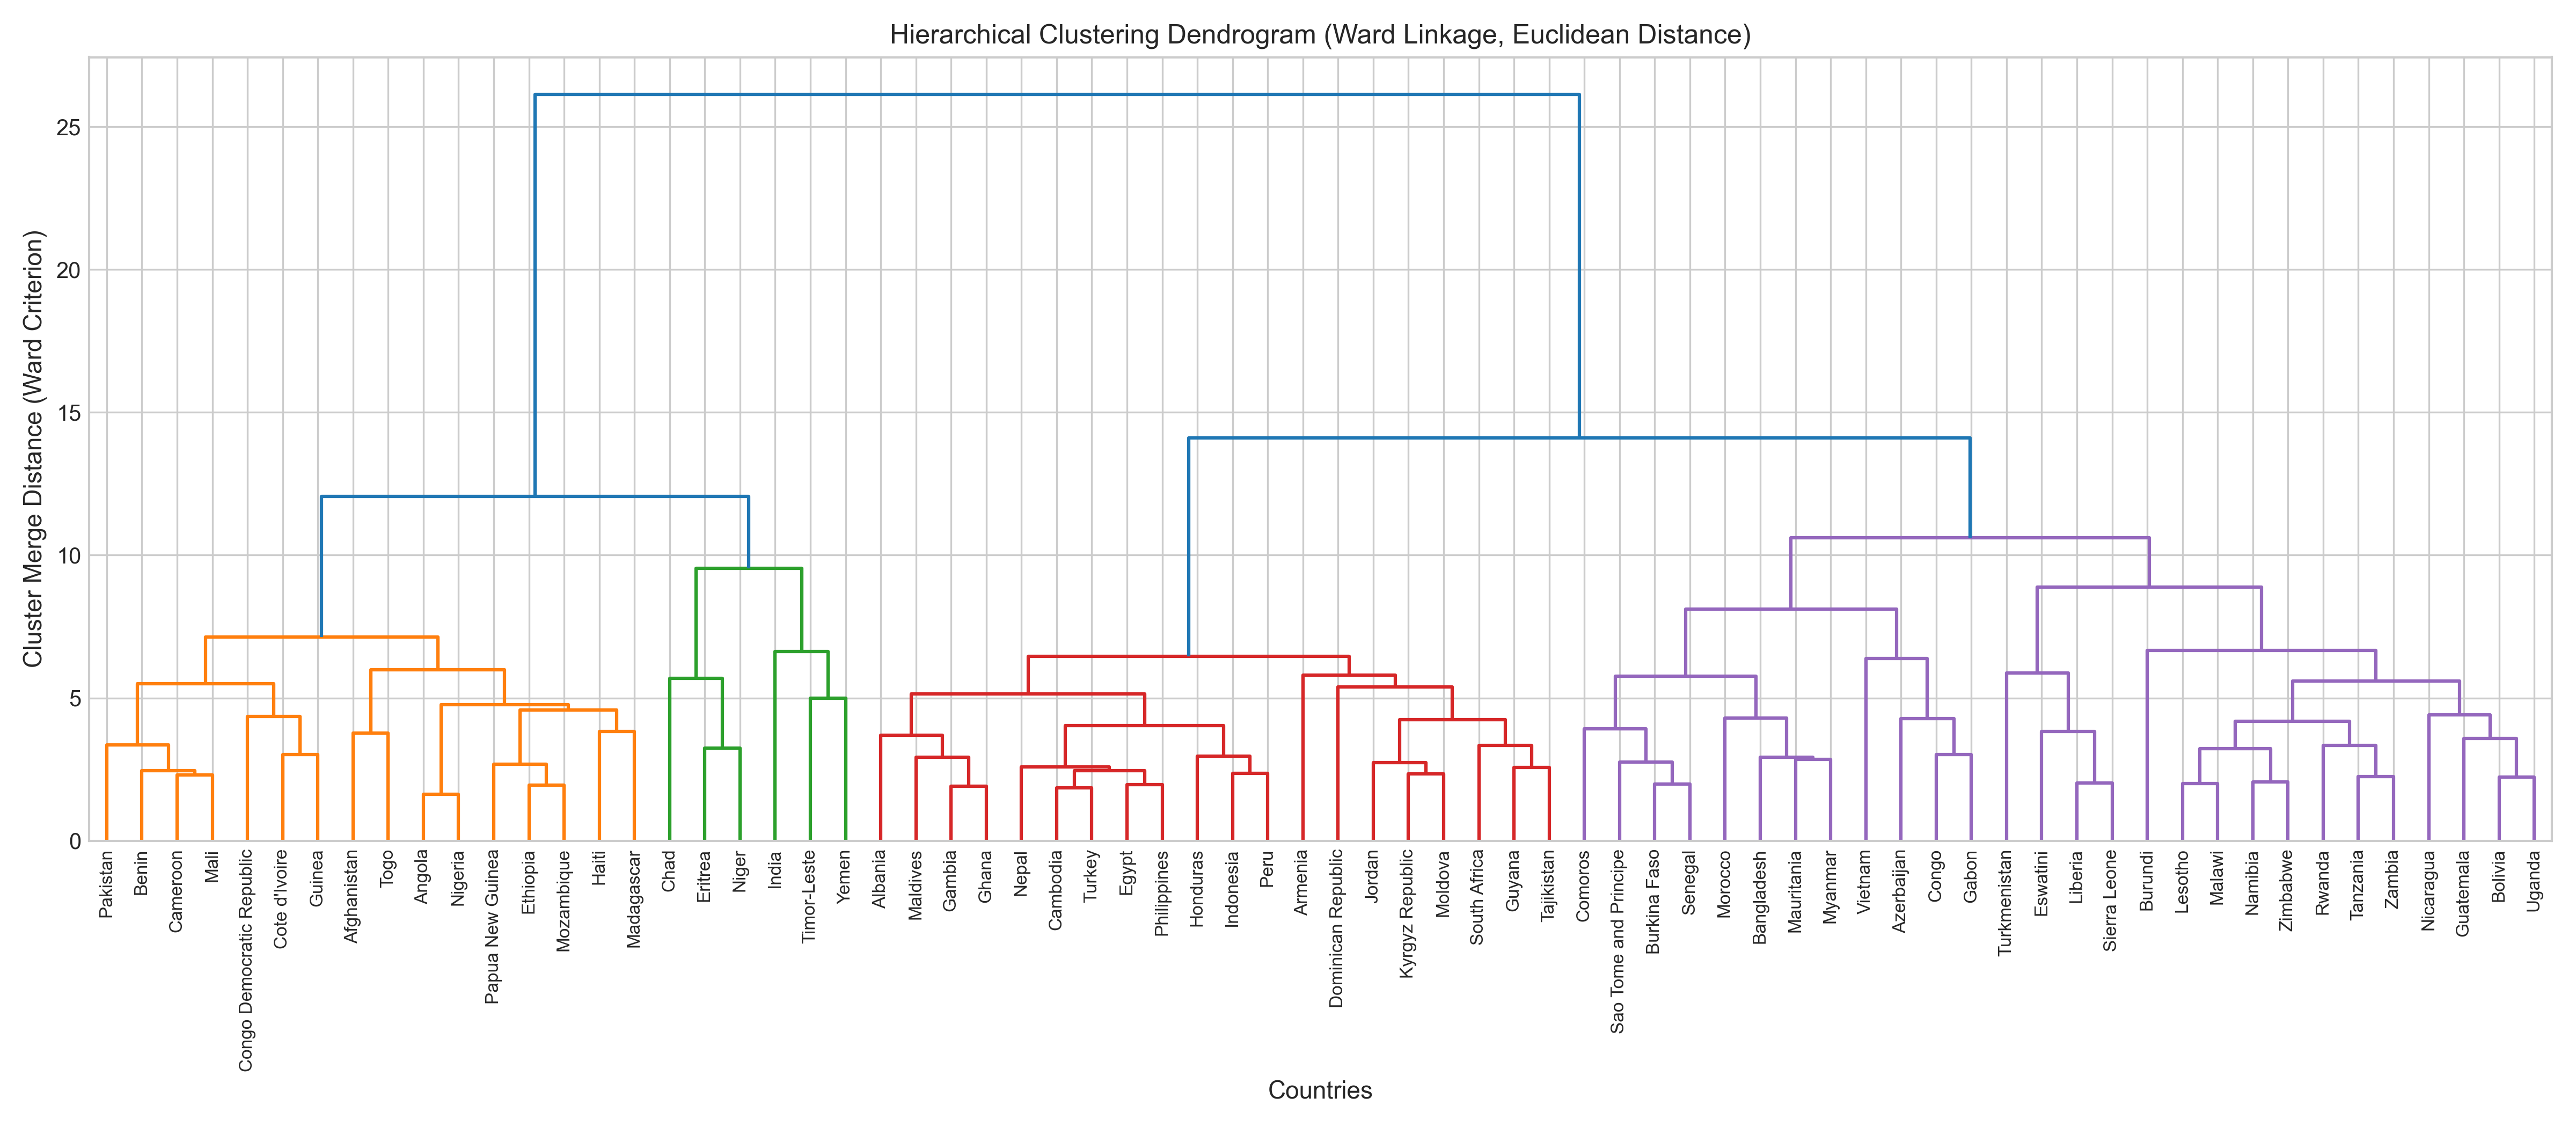 Hierarchical Clustering Dendrogram (Ward Linkage, Euclidean Distance)
Cluster Merge Distance (Ward Criterion)
25
20
15
10
5
0
Pakistan
Benin
Cameroon
Mali
Congo Democratic Republic
Cote d'Ivoire
Guinea
Afghanistan
Togo
Angola
Nigeria
Papua New Guinea
Ethiopia
Mozambique
Haiti
Madagascar
Chad
Eritrea
Niger
India
Timor-Leste
Yemen
Albania
Maldives
Gambia
Ghana
Nepal
Cambodia
Turkey
Egypt
Philippines
Honduras
Indonesia
Peru
Armenia
Dominican Republic
Jordan
Kyrgyz Republic
Moldova
South Africa
Guyana
Tajikistan
Comoros
Sao Tome and Principe
Burkina Faso
Senegal
Morocco
Bangladesh
Mauritania
Myanmar
Vietnam
Azerbaijan
Congo
Gabon
Turkmenistan
Eswatini
Liberia
Sierra Leone
Burundi
Lesotho
Malawi
Namibia
Zimbabwe
Rwanda
Tanzania
Zambia
Nicaragua
Guatemala
Bolivia
Uganda
Countries